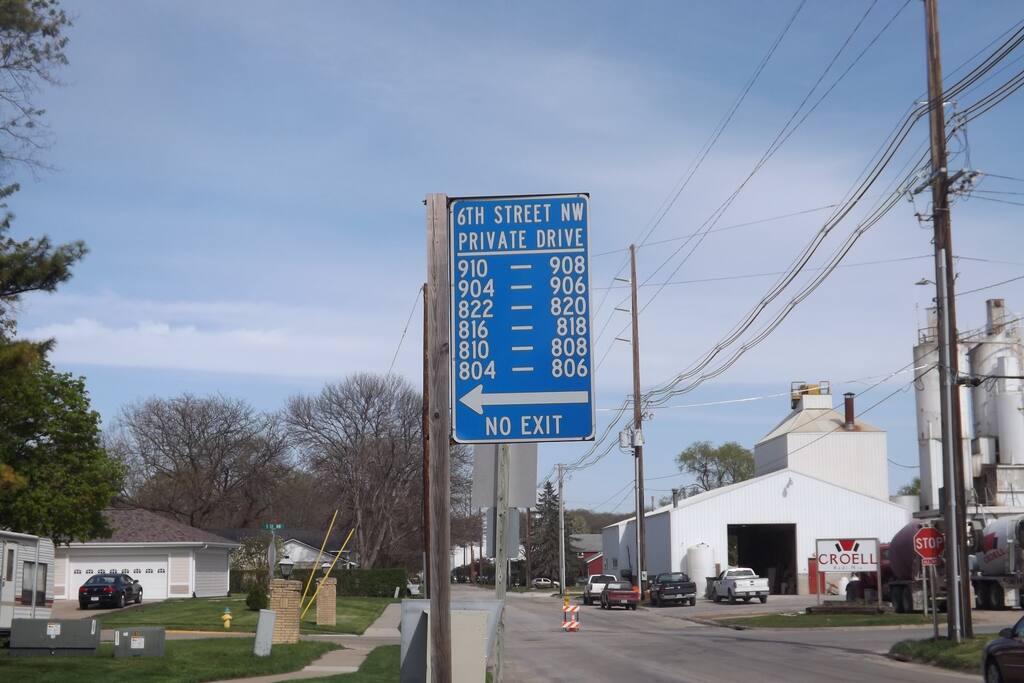 6TH STREET NW
PRIVATE DRIVE
910 — 908
904 — 906
822 — 820
816 — 818
810 — 808
804 — 806
NO EXIT
CROELL
STOP
CROELL